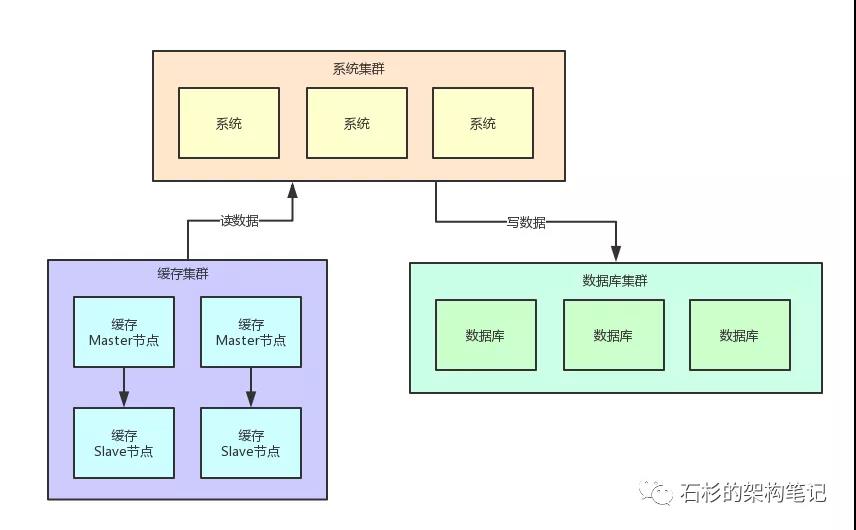 系统集群
系统
系统
系统
读数据
写数据
缓存集群
缓存
Master节点
缓存
Master节点
缓存
Slave节点
缓存
Slave节点
数据库集群
数据库
数据库
数据库
石杉的架构笔记